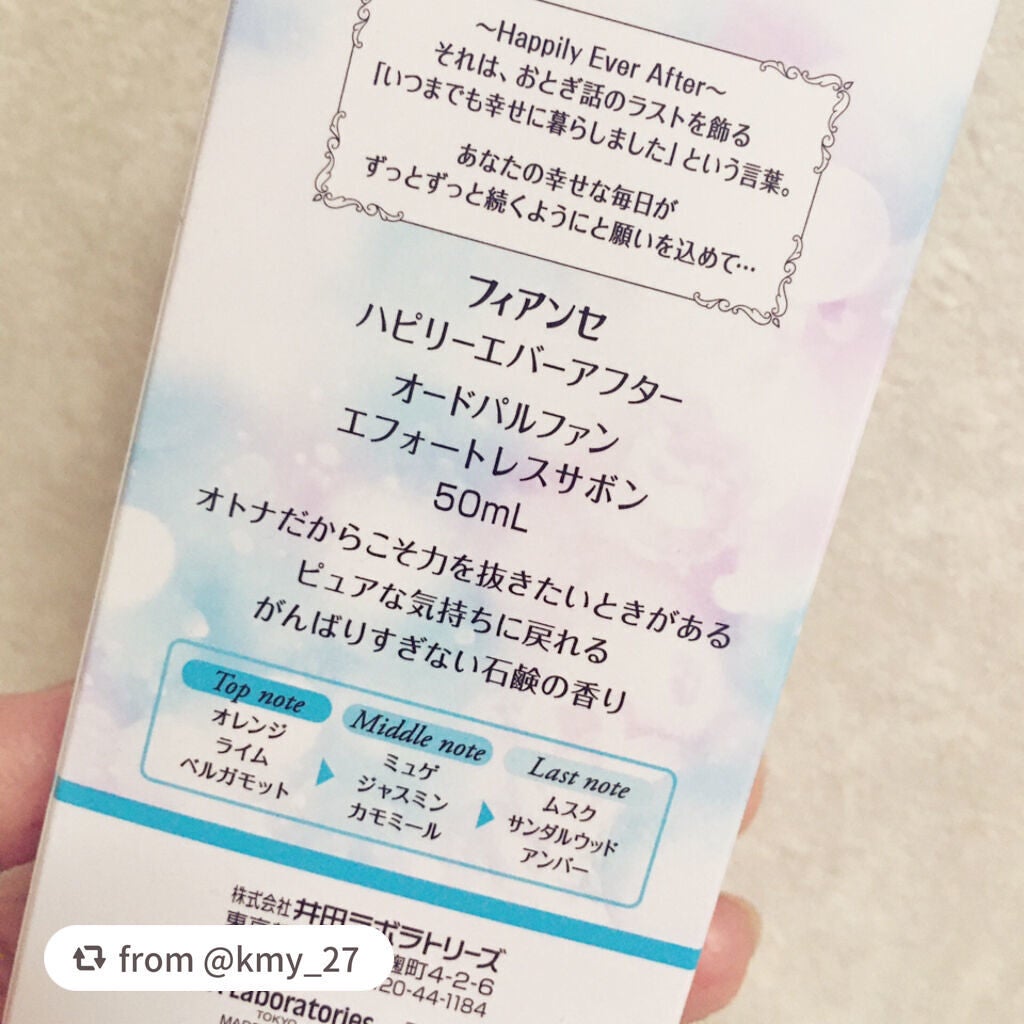 ～Happily Ever After～
それは、おとぎ話のラストを飾る
「いつまでも幸せに暮らしました」という言葉。
あなたの幸せな毎日が
ずっとずっと続くようにと願いを込めて…
フィアンセ
ハピリーエバーアフター
オードパルファン
エフォートレスサボン
50mL
オトナだからこそ力を抜きたいときがある
ピュアな気持ちに戻れる
がんばりすぎない石鹸の香り
Top note
オレンジ
ライム
ベルガモット
Middle note
ミュゲ
ジャスミン
カモミール
Last note
ムスク
サンダルウッド
アンバー
株式会社 井田ラボラトリーズ
麹町4-2-6
20-44-1184
Laboratories
TOKYO
from @kmy_27